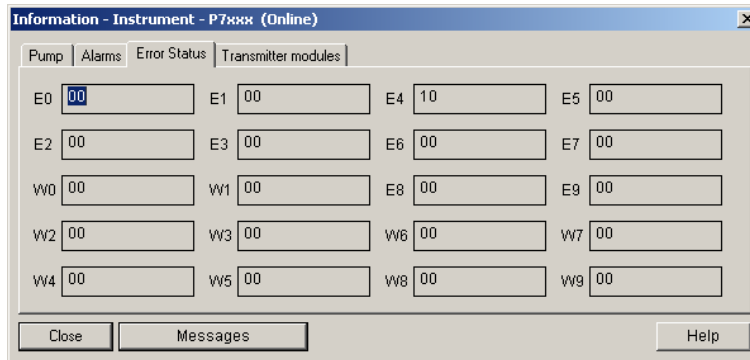 Information - Instrument - P7xxx (Online)
Pump Alarms Error Status Transmitter modules
E0 00 E1 00 E4 10 E5 00
E2 00 E3 00 E6 00 E7 00
W0 00 W1 00 E8 00 E9 00
W2 00 W3 00 W6 00 W7 00
W4 00 W5 00 W8 00 W9 00
Close Messages Help